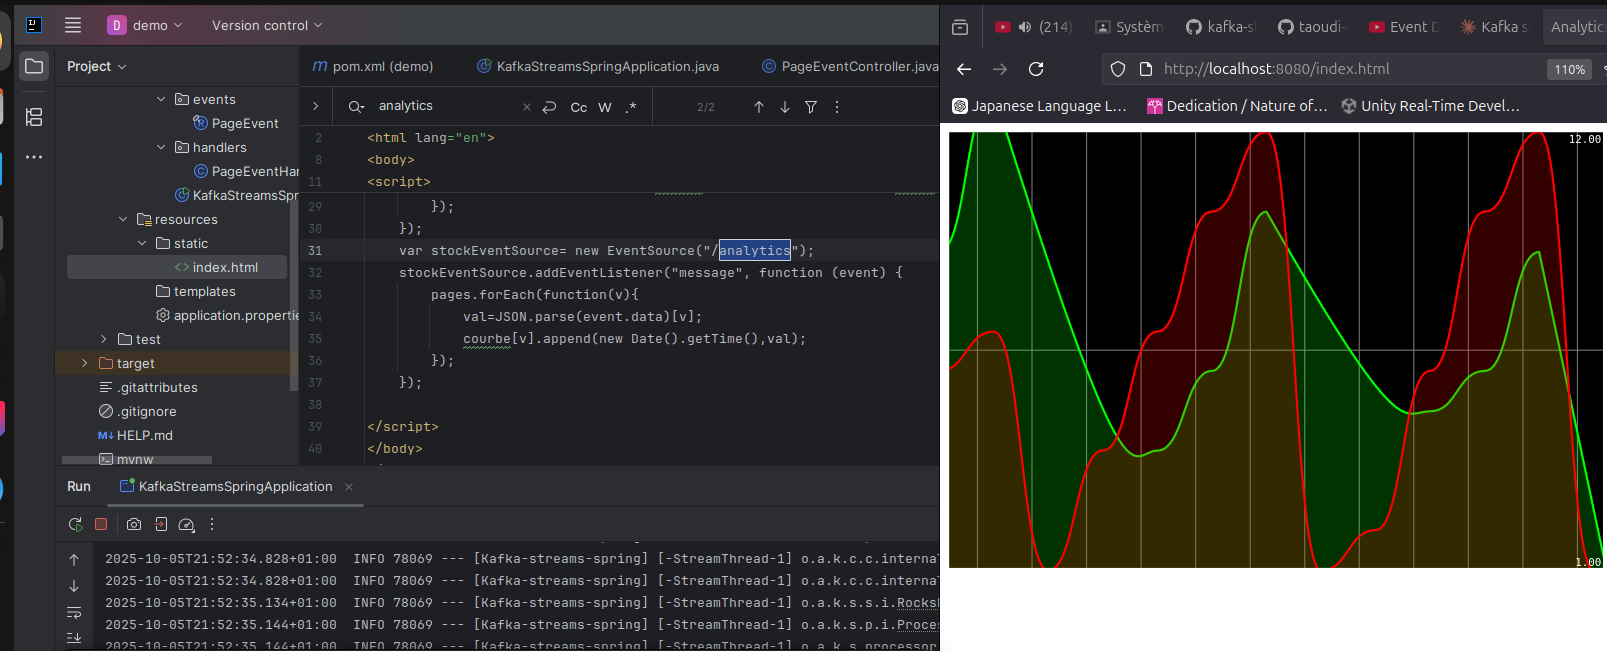 D demo
Version control
Project
events
PageEvent
handlers
PageEventHar
KafkaStreamsSpr
resources
static
<> index.html
templates
application.propertie
test
target
.gitattributes
.gitignore
M↓ HELP.md
mvnw
m pom.xml (demo)
KafkaStreamsSpringApplication.java
PageEventController.java
analytics
Cc W .*
2/2
2 <html lang="en">
8 <body>
11 <script>
29 });
30 });
31 var stockEventSource= new EventSource("/analytics");
32 stockEventSource.addEventListener("message", function (event) {
33 pages.forEach(function(v){
34 val=JSON.parse(event.data)[v];
35 courbe[v].append(new Date().getTime(),val);
36 });
37 });
38
39 </script>
40 </body>
Run
KafkaStreamsSpringApplication
2025-10-05T21:52:34.828+01:00 INFO 78069 --- [Kafka-streams-spring] [-StreamThread-1] o.a.k.c.c.interna
2025-10-05T21:52:34.828+01:00 INFO 78069 --- [Kafka-streams-spring] [-StreamThread-1] o.a.k.c.c.interna
2025-10-05T21:52:35.134+01:00 INFO 78069 --- [Kafka-streams-spring] [-StreamThread-1] o.a.k.s.s.i.Rocks
2025-10-05T21:52:35.144+01:00 INFO 78069 --- [Kafka-streams-spring] [-StreamThread-1] o.a.k.s.p.i.Proce
2025-10-05T21:52:35.144+01:00 INFO 78069 --- [Kafka-streams-spring] [-StreamThread-1] o.a.k.s.processor
(214)
Systèm
kafka-s
taoudi-
Event D
Kafka s
Analytic
http://localhost:8080/index.html
110%
Japanese Language L...
Dedication / Nature of...
Unity Real-Time Devel...
12.00
1.00